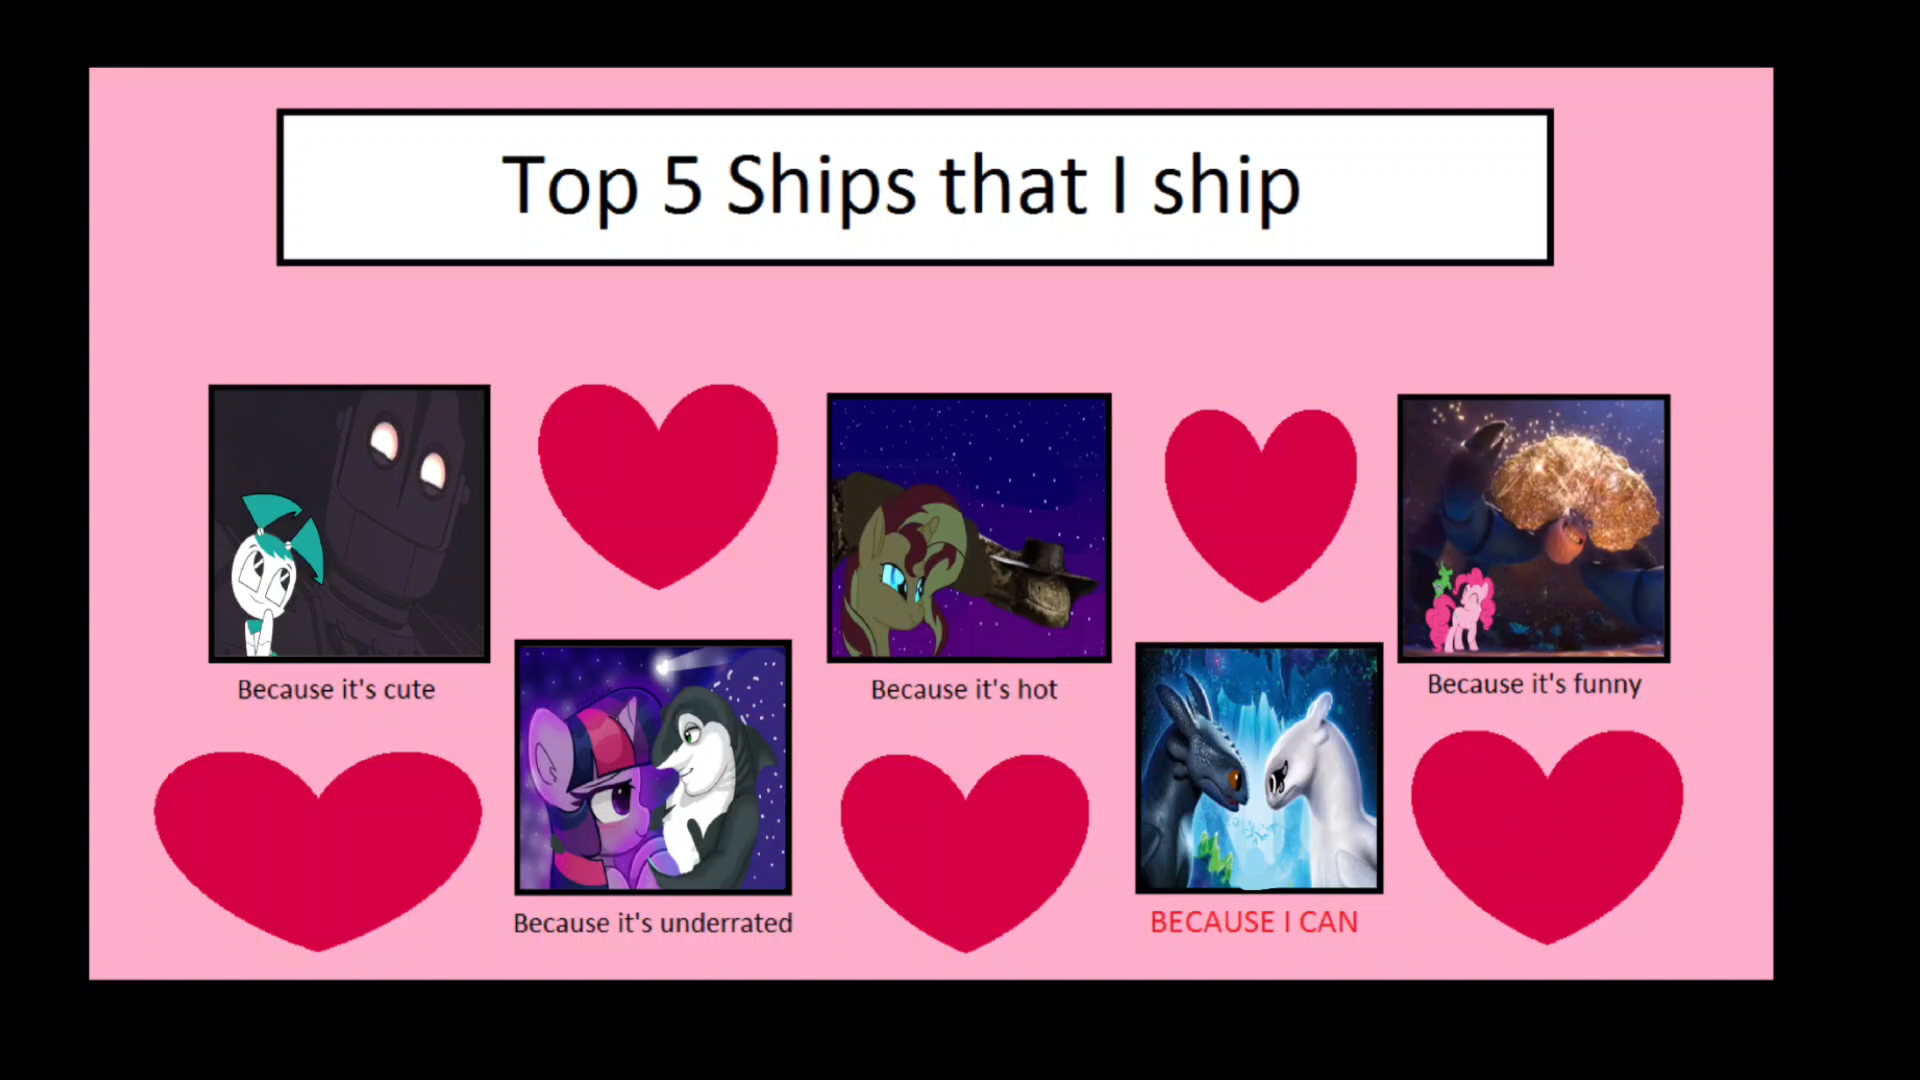 Top 5 Ships that I ship
Because it's cute
Because it's underrated
Because it's hot
BECAUSE I CAN
Because it's funny